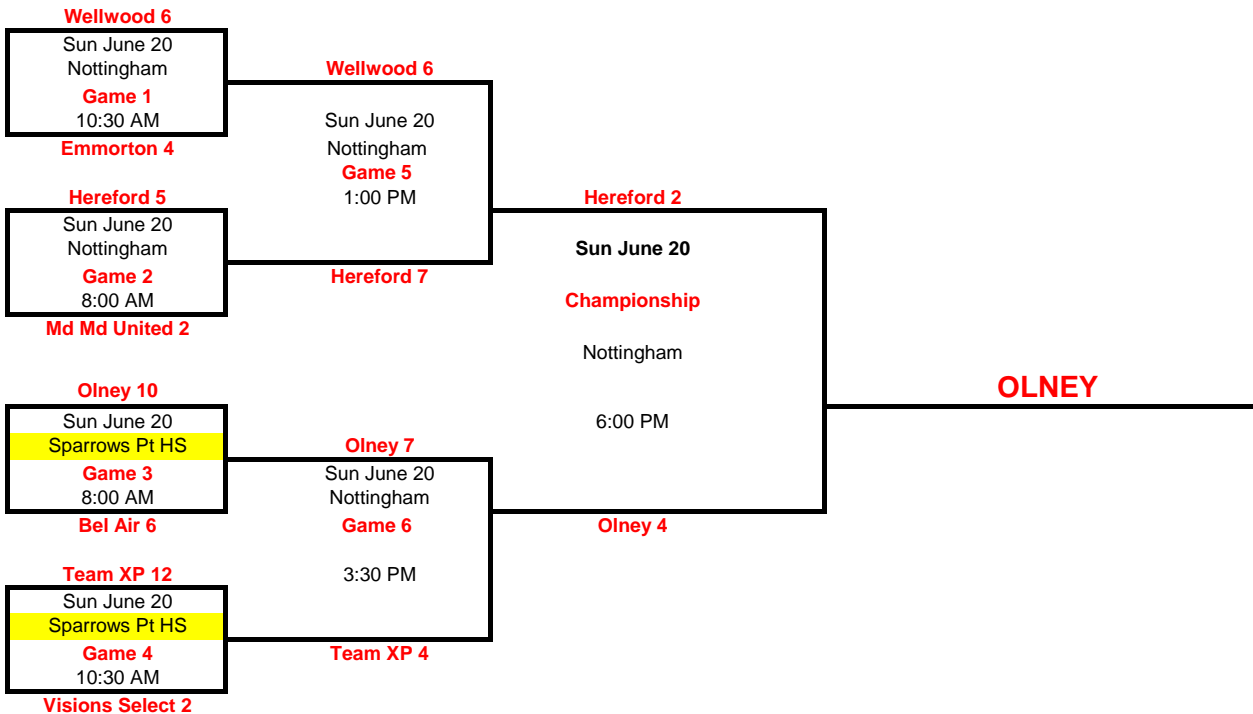 Wellwood 6
Sun June 20
Nottingham
Game 1
10:30 AM
Emmorton 4
Hereford 5
Sun June 20
Nottingham
Game 2
8:00 AM
Md Md United 2
Olney 10
Sun June 20
Sparrows Pt HS
Game 3
8:00 AM
Bel Air 6
Team XP 12
Sun June 20
Sparrows Pt HS
Game 4
10:30 AM
Visions Select 2
Wellwood 6
Sun June 20
Nottingham
Game 5
1:00 PM
Hereford 7
Olney 7
Sun June 20
Nottingham
Game 6
3:30 PM
Team XP 4
Hereford 2
Sun June 20
Championship
Nottingham
6:00 PM
Olney 4
OLNEY